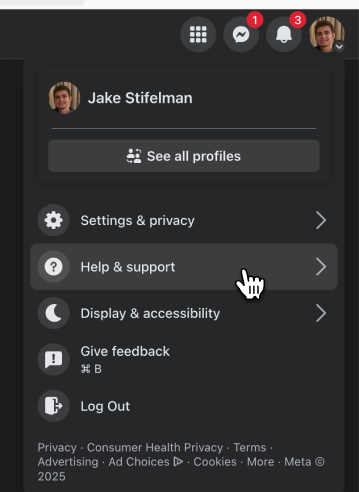 1
3
Jake Stifelman
See all profiles
Settings & privacy
Help & support
Display & accessibility
Give feedback
⌘ B
Log Out
Privacy · Consumer Health Privacy · Terms ·
Advertising · Ad Choices · Cookies · More · Meta ©
2025